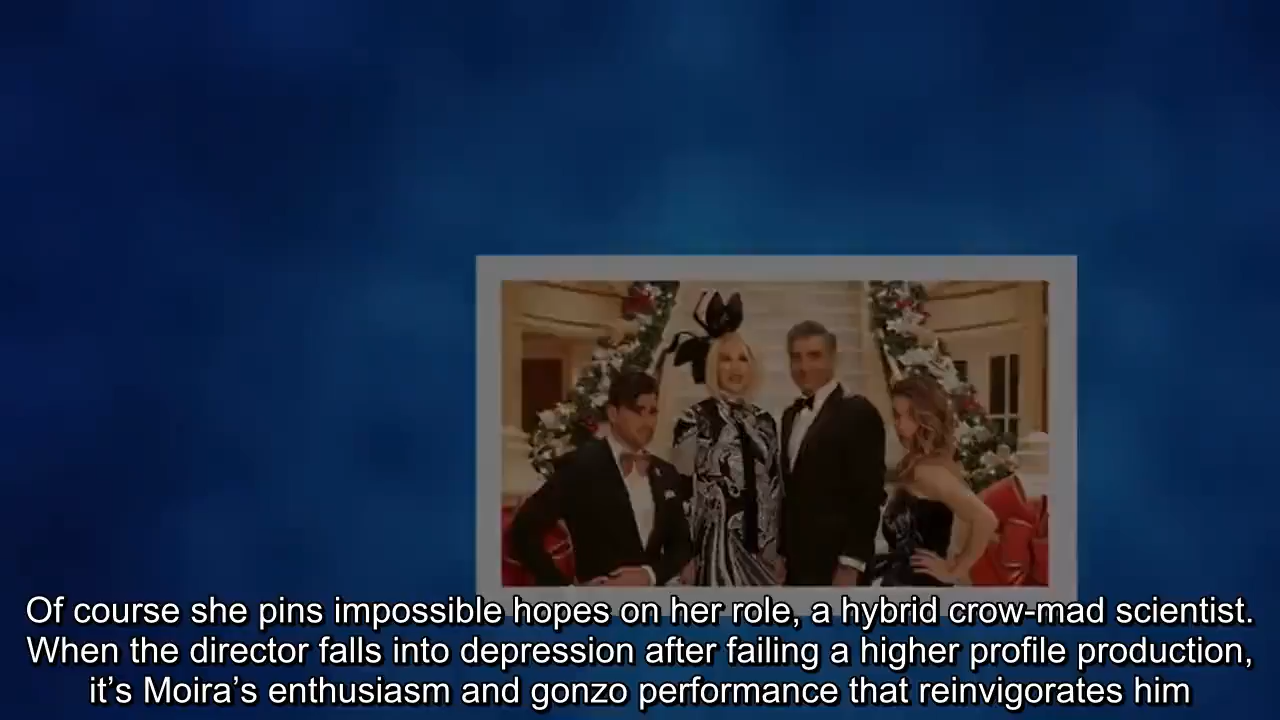 Of course she pins impossible hopes on her role, a hybrid crow-mad scientist.
When the director falls into depression after failing a higher profile production,
it’s Moira’s enthusiasm and gonzo performance that reinvigorates him